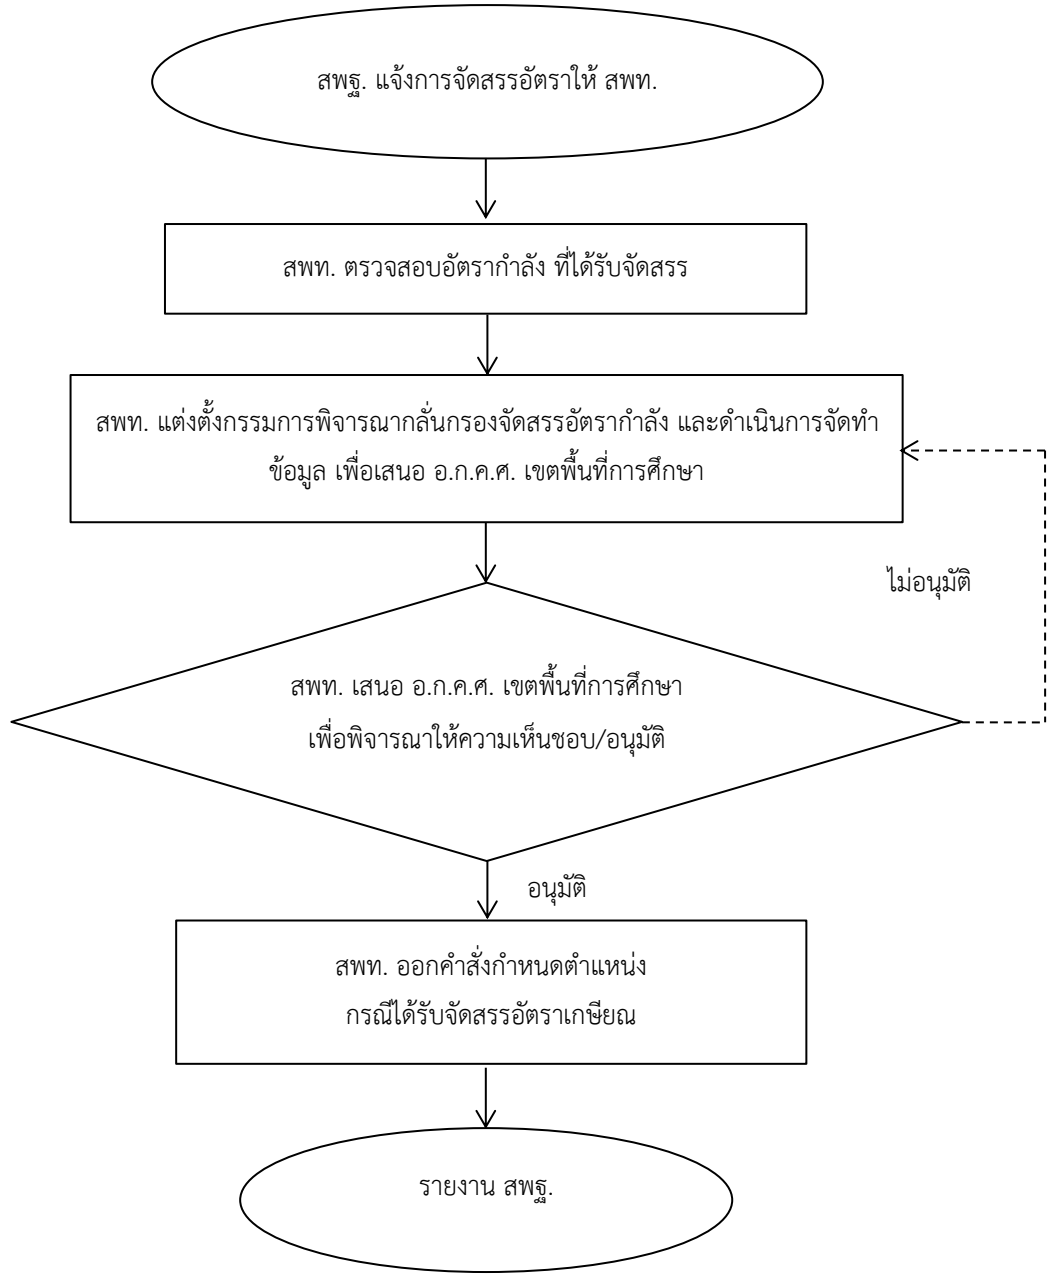 สพฐ. แจ้งการจัดสรรอัตราให้ สพท.
สพท. ตรวจสอบอัตรากำลัง ที่ได้รับจัดสรร
สพท. แต่งตั้งกรรมการพิจารณากลั่นกรองจัดสรรอัตรากำลัง และดำเนินการจัดทำ
ข้อมูล เพื่อเสนอ อ.ก.ค.ศ. เขตพื้นที่การศึกษา
ไม่อนุมัติ
สพท. เสนอ อ.ก.ค.ศ. เขตพื้นที่การศึกษา
เพื่อพิจารณาให้ความเห็นชอบ/อนุมัติ
อนุมัติ
สพท. ออกคำสั่งกำหนดตำแหน่ง
กรณีได้รับจัดสรรอัตราเกษียณ
รายงาน สพฐ.